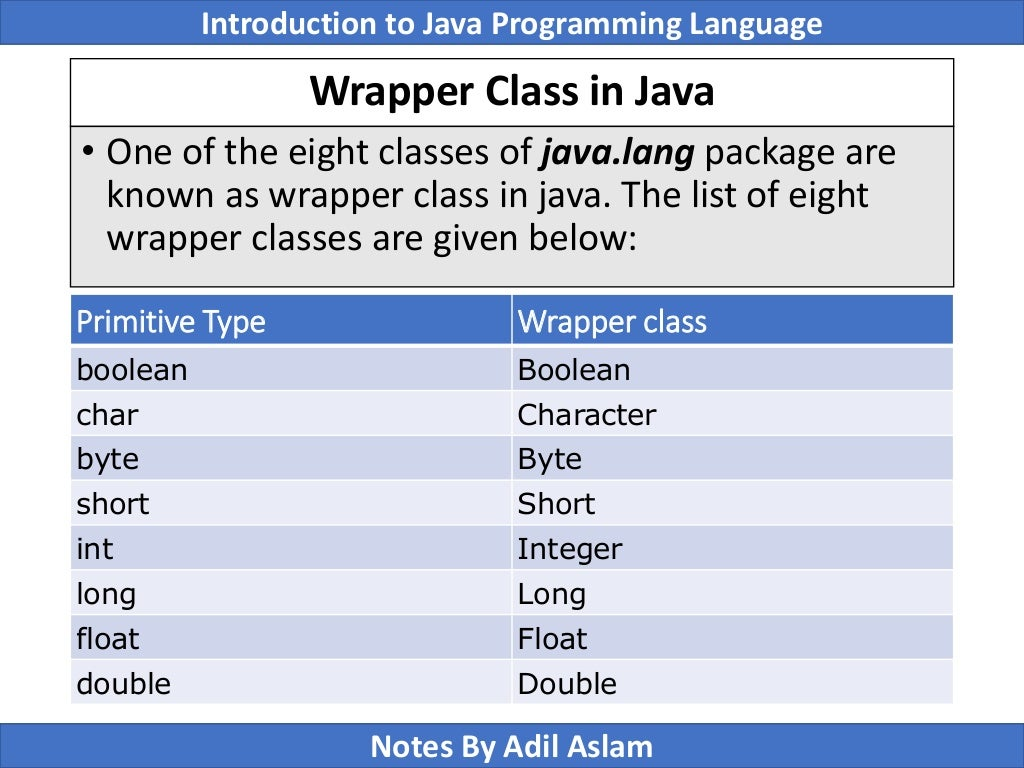 Introduction to Java Programming Language
Wrapper Class in Java
• One of the eight classes of java.lang package are
known as wrapper class in java. The list of eight
wrapper classes are given below:
Primitive Type Wrapper class
boolean Boolean
char Character
byte Byte
short Short
int Integer
long Long
float Float
double Double
Notes By Adil Aslam